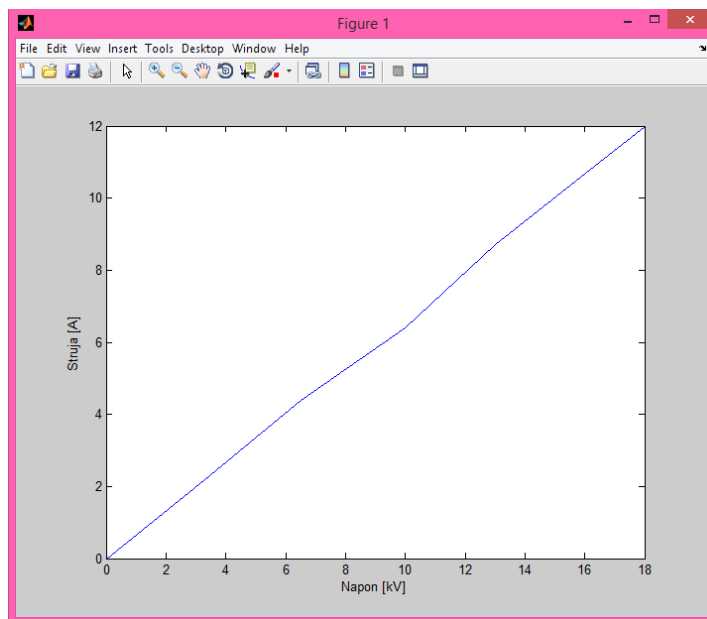 Figure 1
File Edit View Insert Tools Desktop Window Help
12
10
8
6
4
2
0
Struja [A]
0 2 4 6 8 10 12 14 16 18
Napon [kV]